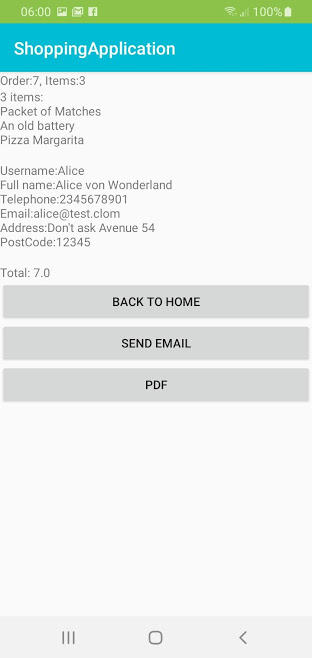 06:00 100%
ShoppingApplication
Order:7, Items:3
3 items:
Packet of Matches
An old battery
Pizza Margarita
Username:Alice
Full name:Alice von Wonderland
Telephone:2345678901
Email:alice@test.clom
Address:Don't ask Avenue 54
PostCode:12345
Total: 7.0
BACK TO HOME
SEND EMAIL
PDF